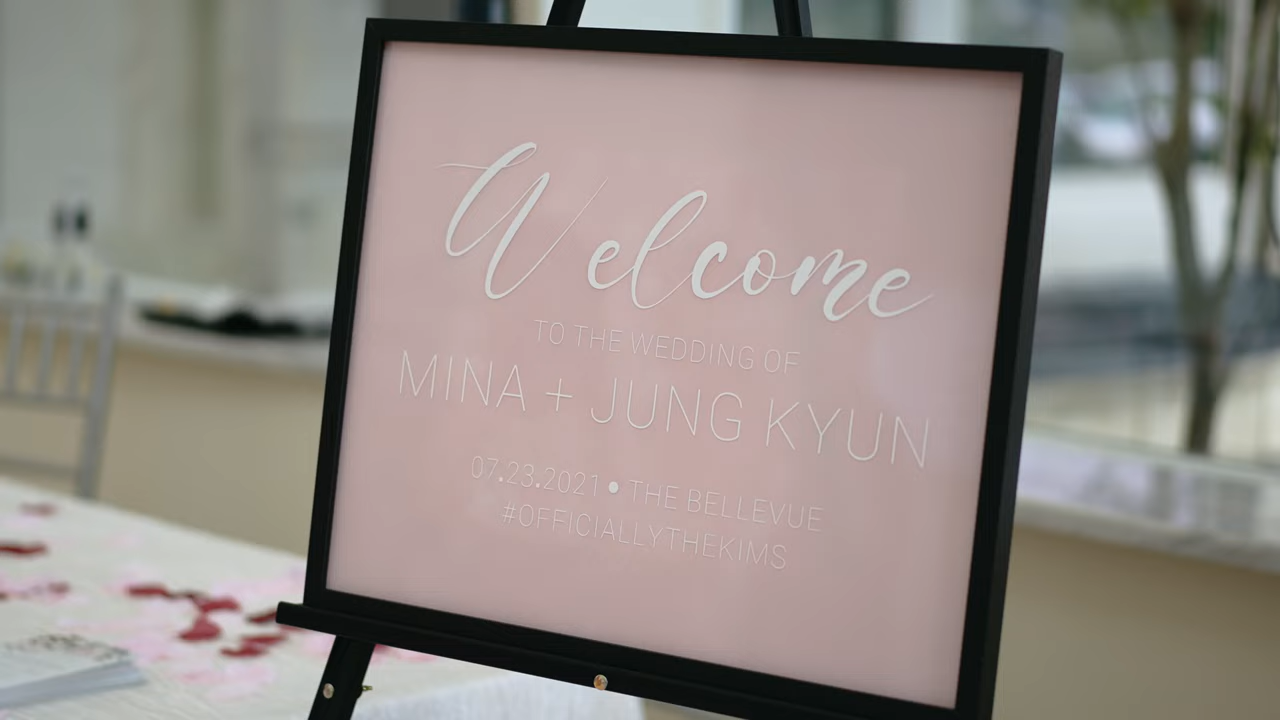 Welcome
TO THE WEDDING OF
MINA + JUNG KYUN
07.23.2021 • THE BELLEVUE
#OFFICIALLYTHEKIMS